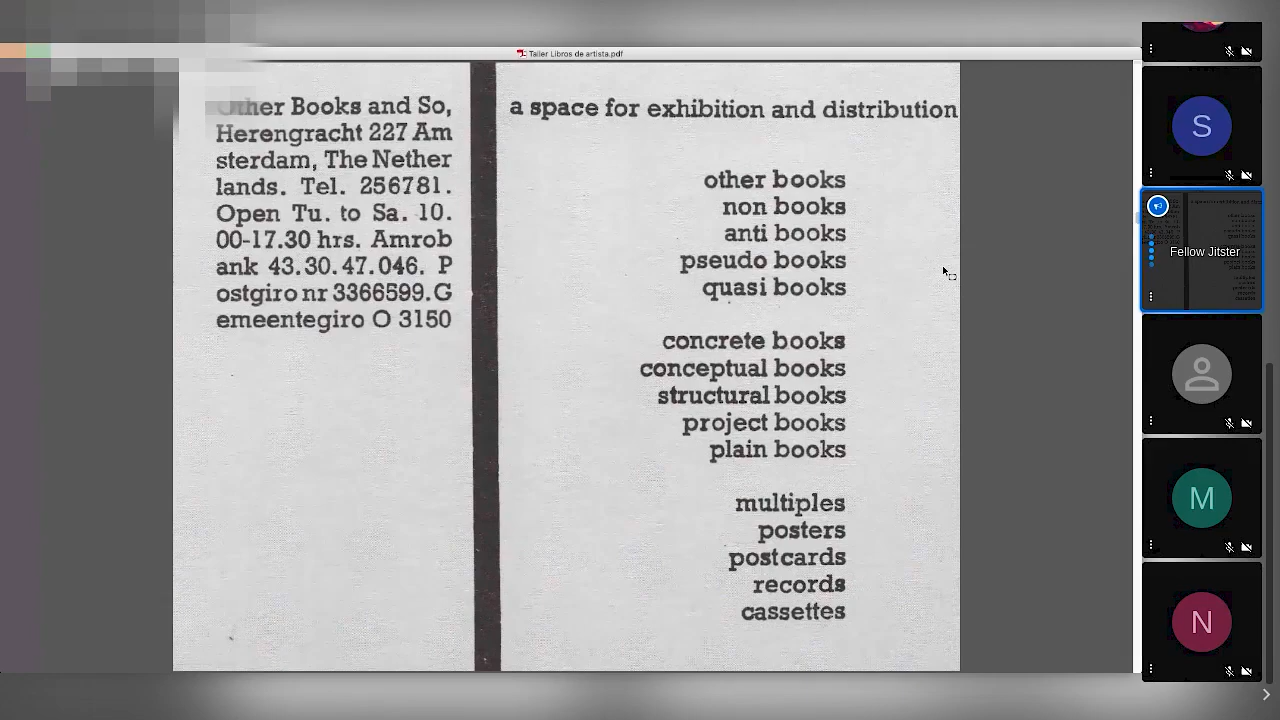 Taller Libros de artista.pdf
Other Books and So,
Herengracht 227 Am
sterdam, The Nether
lands. Tel. 256781.
Open Tu. to Sa. 10.
00-17.30 hrs. Amrob
ank 43.30.47.046. P
ostgiro nr 3366599.G
emeentegiro O 3150
a space for exhibition and distribution
other books
non books
anti books
pseudo books
quasi books
concrete books
conceptual books
structural books
project books
plain books
multiples
posters
postcards
records
cassettes
S
Fellow Jitster
M
N